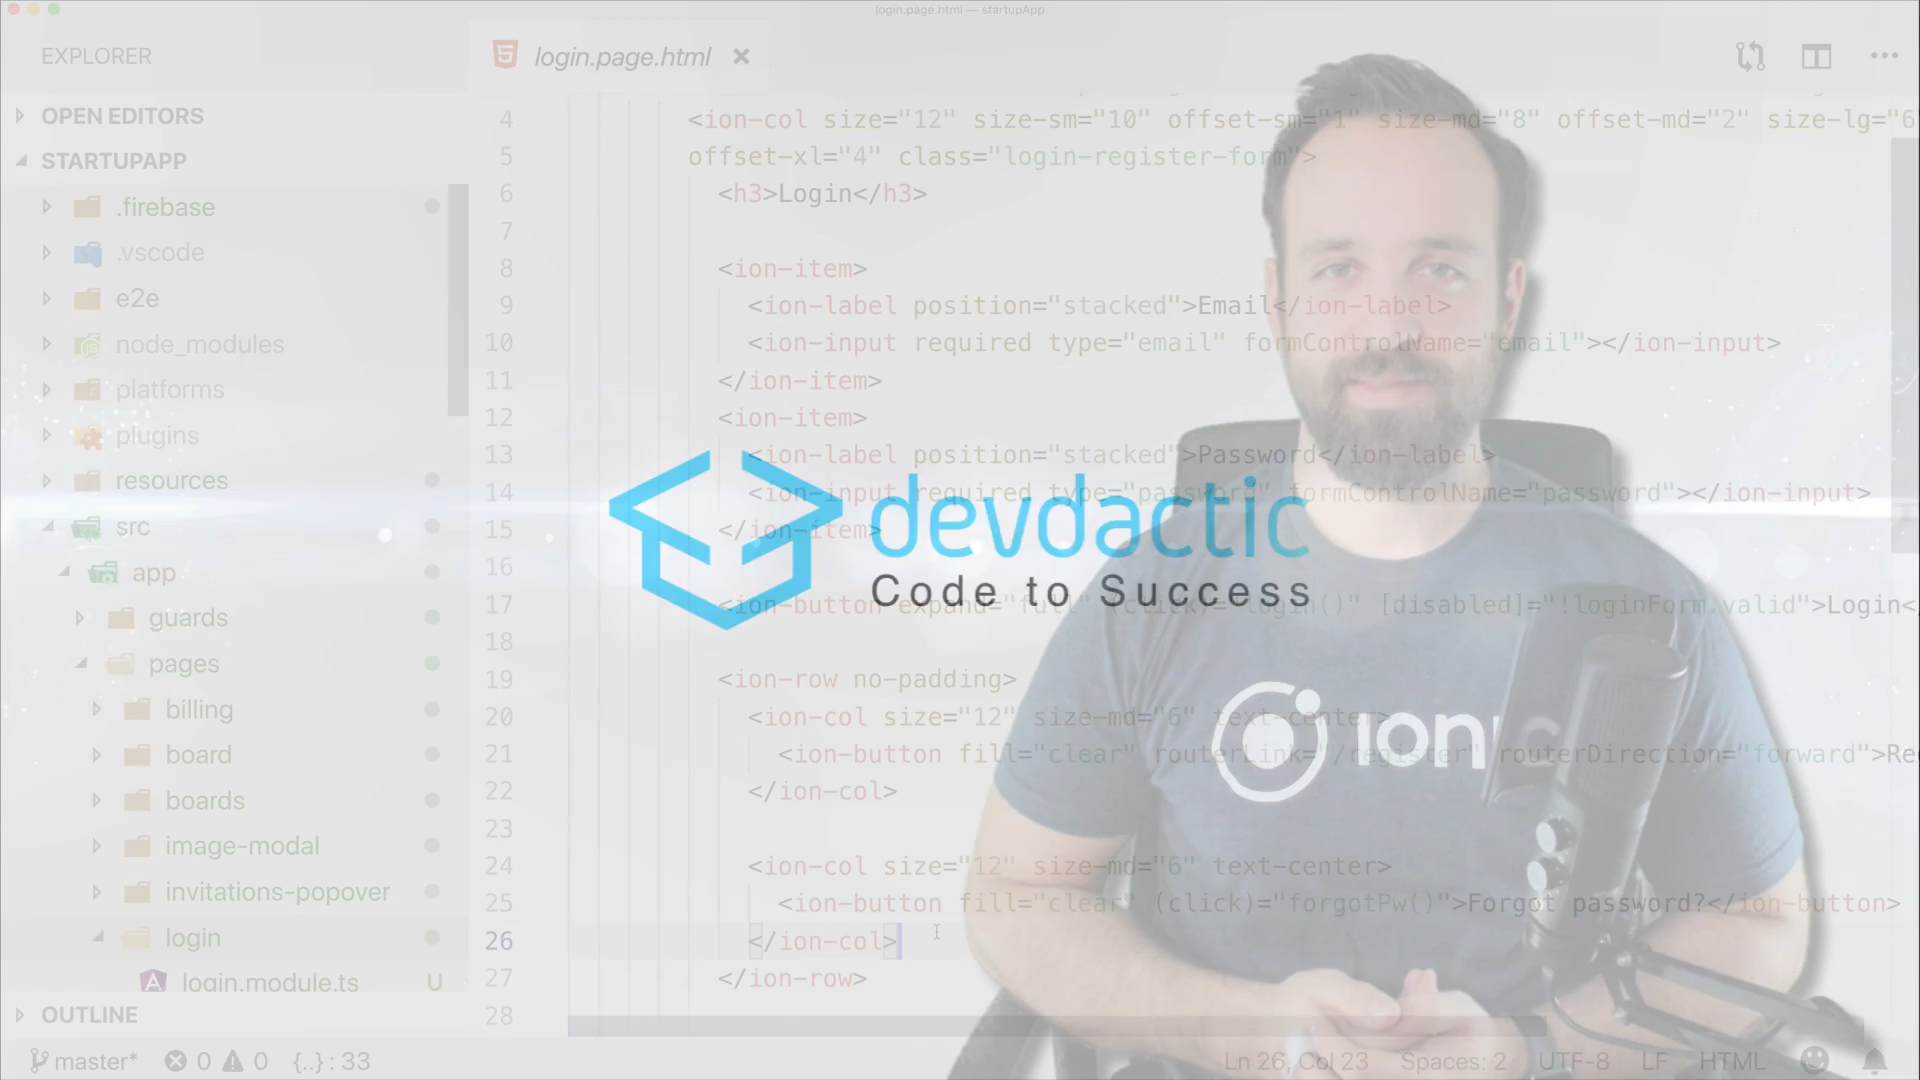 login.page.html — startupApp
EXPLORER
login.page.html
OPEN EDITORS
STARTUPAPP
.firebase
.vscode
e2e
node_modules
platforms
plugins
resources
src
app
guards
pages
billing
board
boards
image-modal
invitations-popover
login
login.module.ts U
OUTLINE
4 <ion-col size="12" size-sm="10" offset-sm="1" size-md="8" offset-md="2" size-lg="6
5 offset-xl="4" class="login-register-form">
6 <h3>Login</h3>
7
8 <ion-item>
9 <ion-label position="stacked">Email</ion-label>
10 <ion-input required type="email" formControlName="email"></ion-input>
11 </ion-item>
12 <ion-item>
13 <ion-label position="stacked">Password</ion-label>
14 <ion-input required type="password" formControlName="password"></ion-input>
15 </ion-item>
16
17 <ion-button expand="full" (click)="login()" [disabled]="!loginForm.valid">Login<
18
19 <ion-row no-padding>
20 <ion-col size="12" size-md="6" text-center>
21 <ion-button fill="clear" routerLink="/register" routerDirection="forward">Re
22 </ion-col>
23
24 <ion-col size="12" size-md="6" text-center>
25 <ion-button fill="clear" (click)="forgotPw()">Forgot password?</ion-button>
26 </ion-col>
27 </ion-row>
28
devdactic
Code to Success
ionic
master* 0 0 {..} : 33
Ln 26, Col 23 Spaces: 2 UTF-8 LF HTML